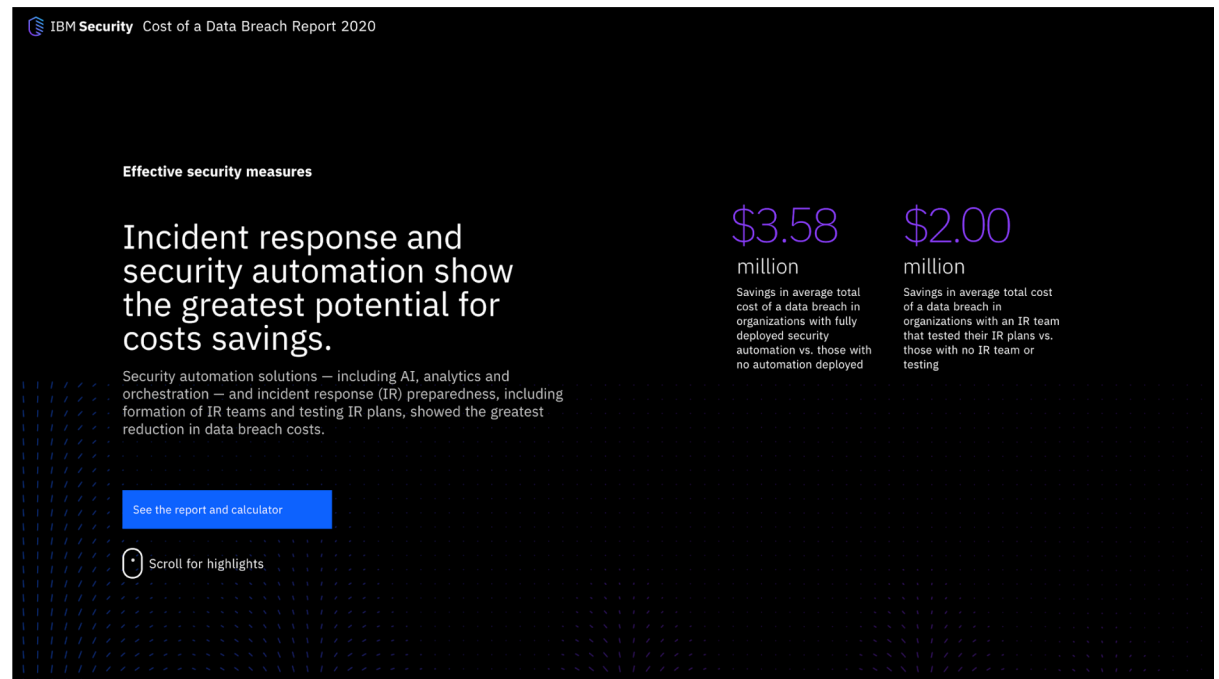 IBM Security Cost of a Data Breach Report 2020
Effective security measures
Incident response and
security automation show
the greatest potential for
costs savings.
Security automation solutions — including AI, analytics and
orchestration — and incident response (IR) preparedness, including
formation of IR teams and testing IR plans, showed the greatest
reduction in data breach costs.
See the report and calculator
Scroll for highlights
$3.58
million
Savings in average total
cost of a data breach in
organizations with fully
deployed security
automation vs. those with
no automation deployed
$2.00
million
Savings in average total cost
of a data breach in
organizations with an IR team
that tested their IR plans vs.
those with no IR team or
testing